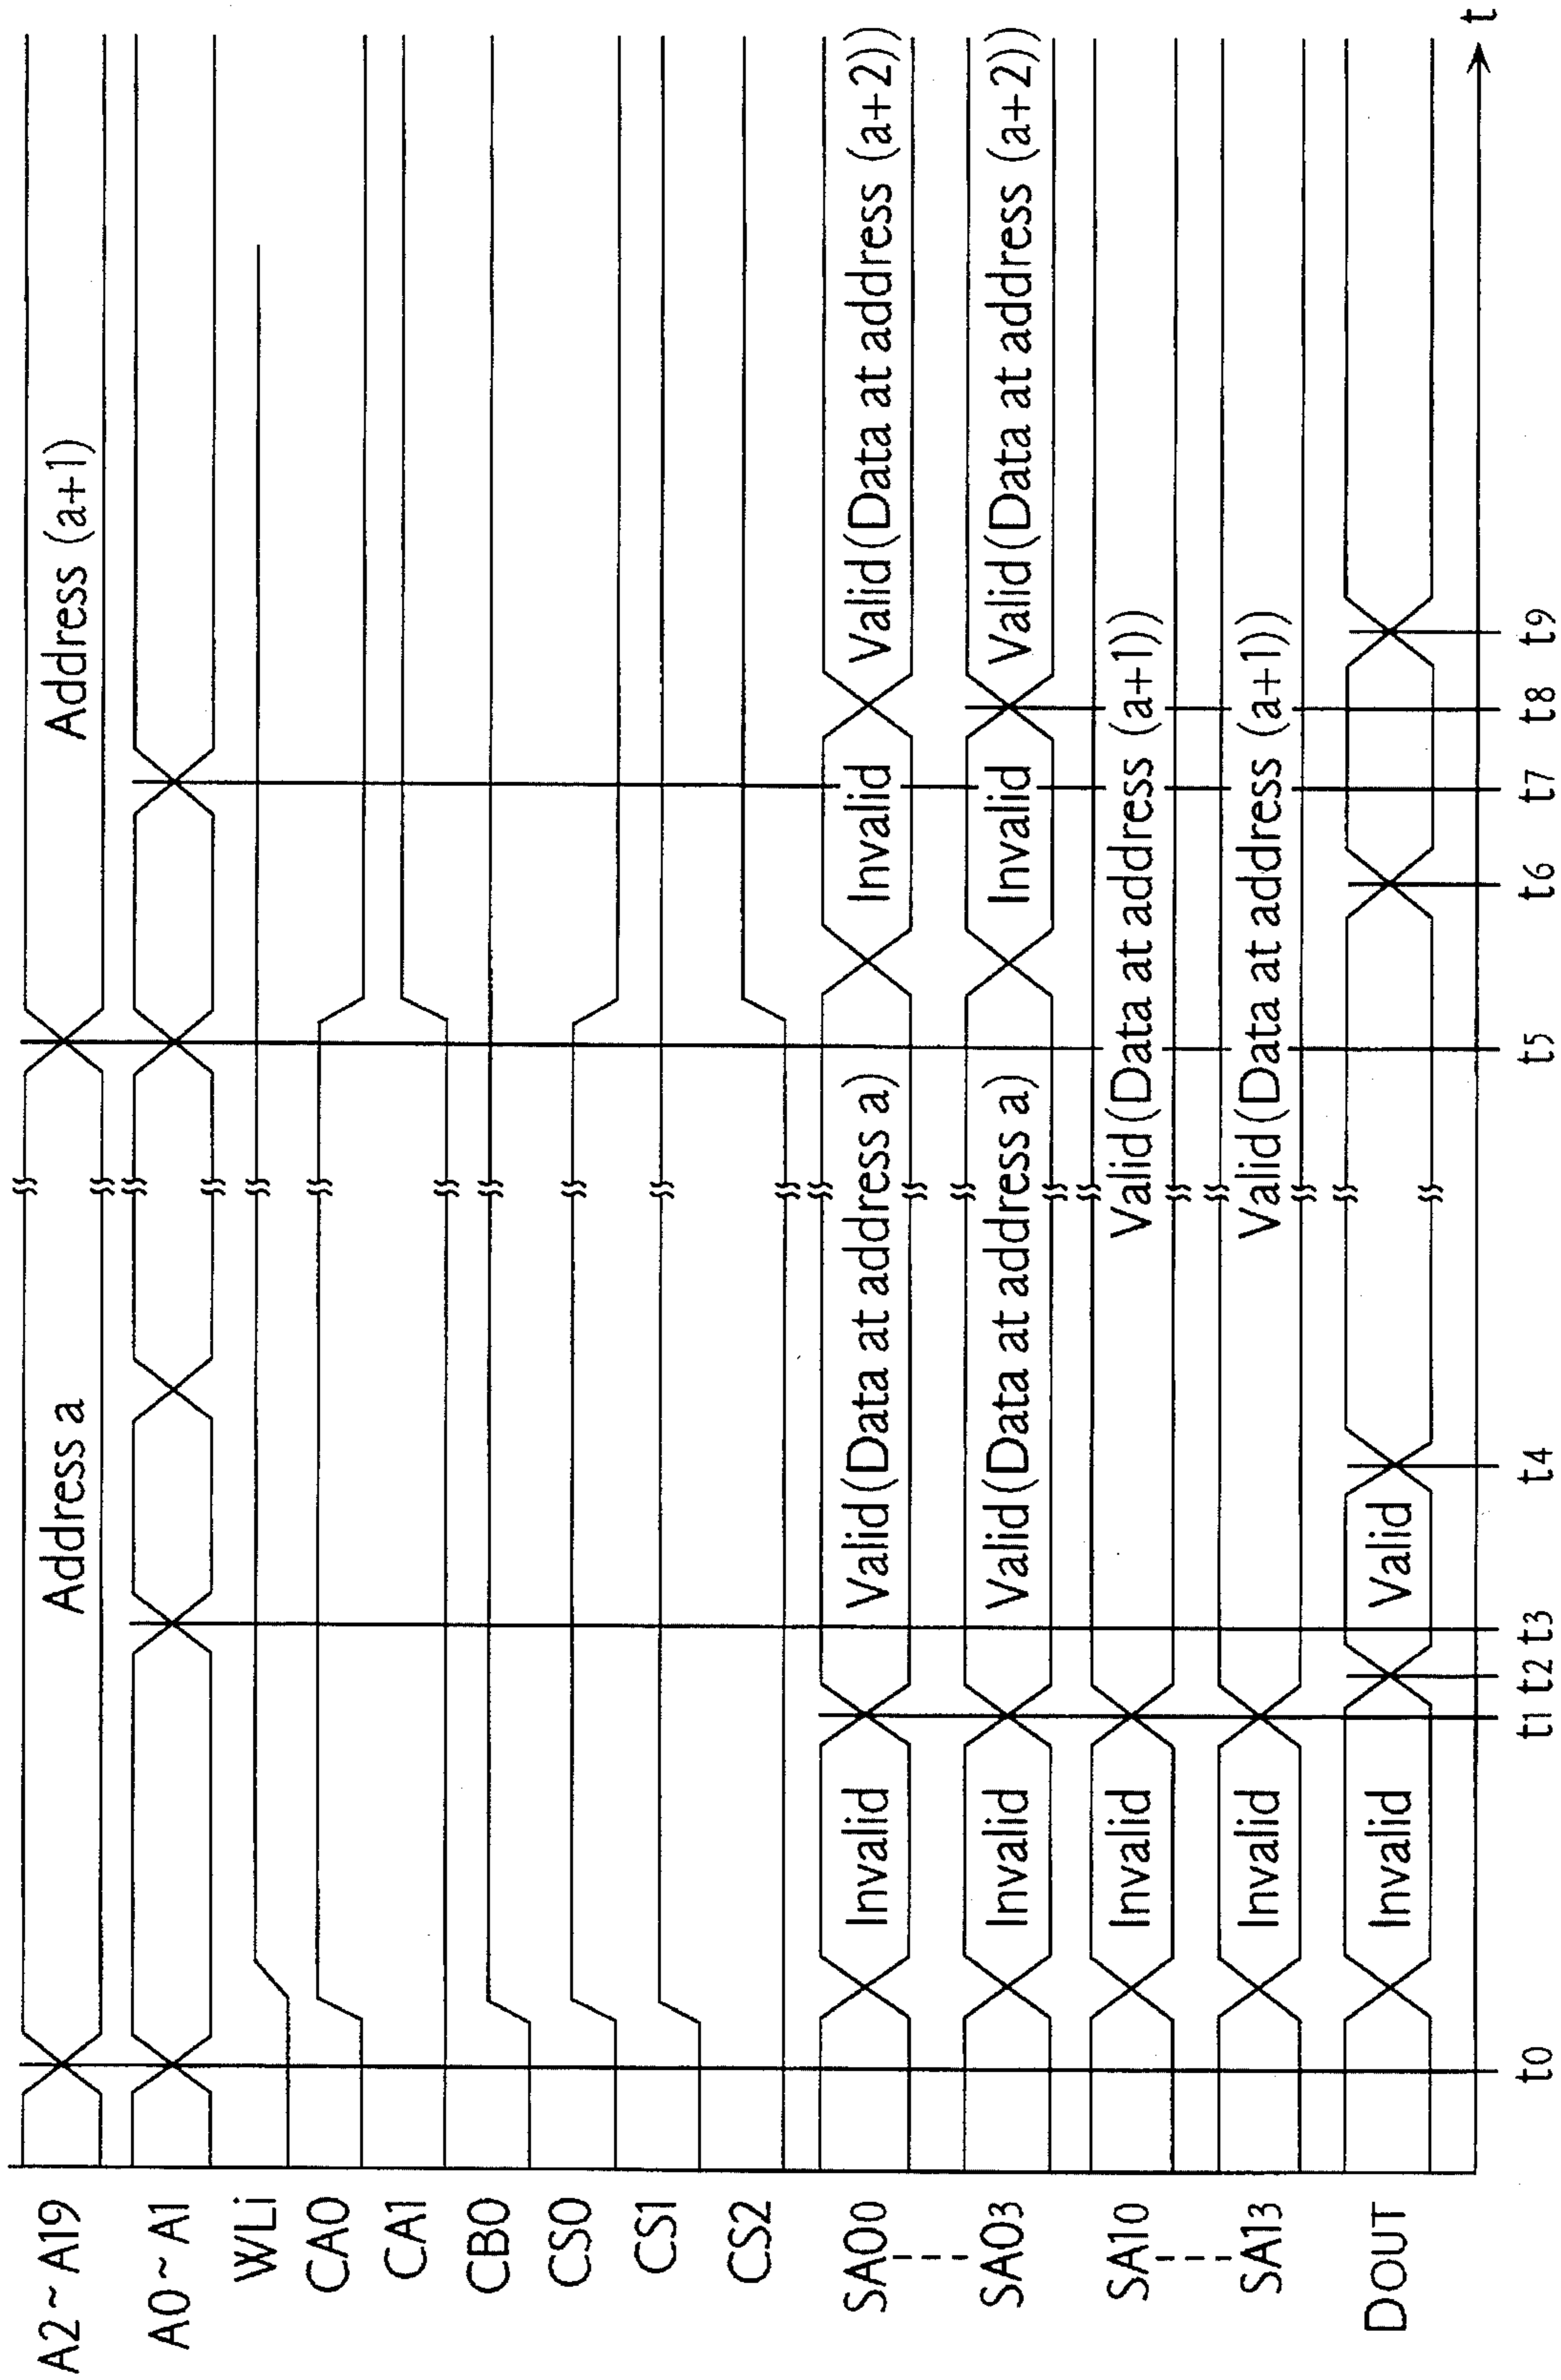 A2~A19 Address a Address (a+1)
A0~A1
WLi
CA0
CA1
CB0
CS0
CS1
CS2
SA00 Invalid Valid(Data at address a) Invalid Valid(Data at address (a+2))
SA03 Invalid Valid(Data at address a) Invalid Valid(Data at address (a+2))
SA10 Invalid Valid(Data at address (a+1))
SA13 Invalid Valid(Data at address (a+1))
DOUT Invalid Valid
t0 t1 t2 t3 t4 t5 t6 t7 t8 t9 t